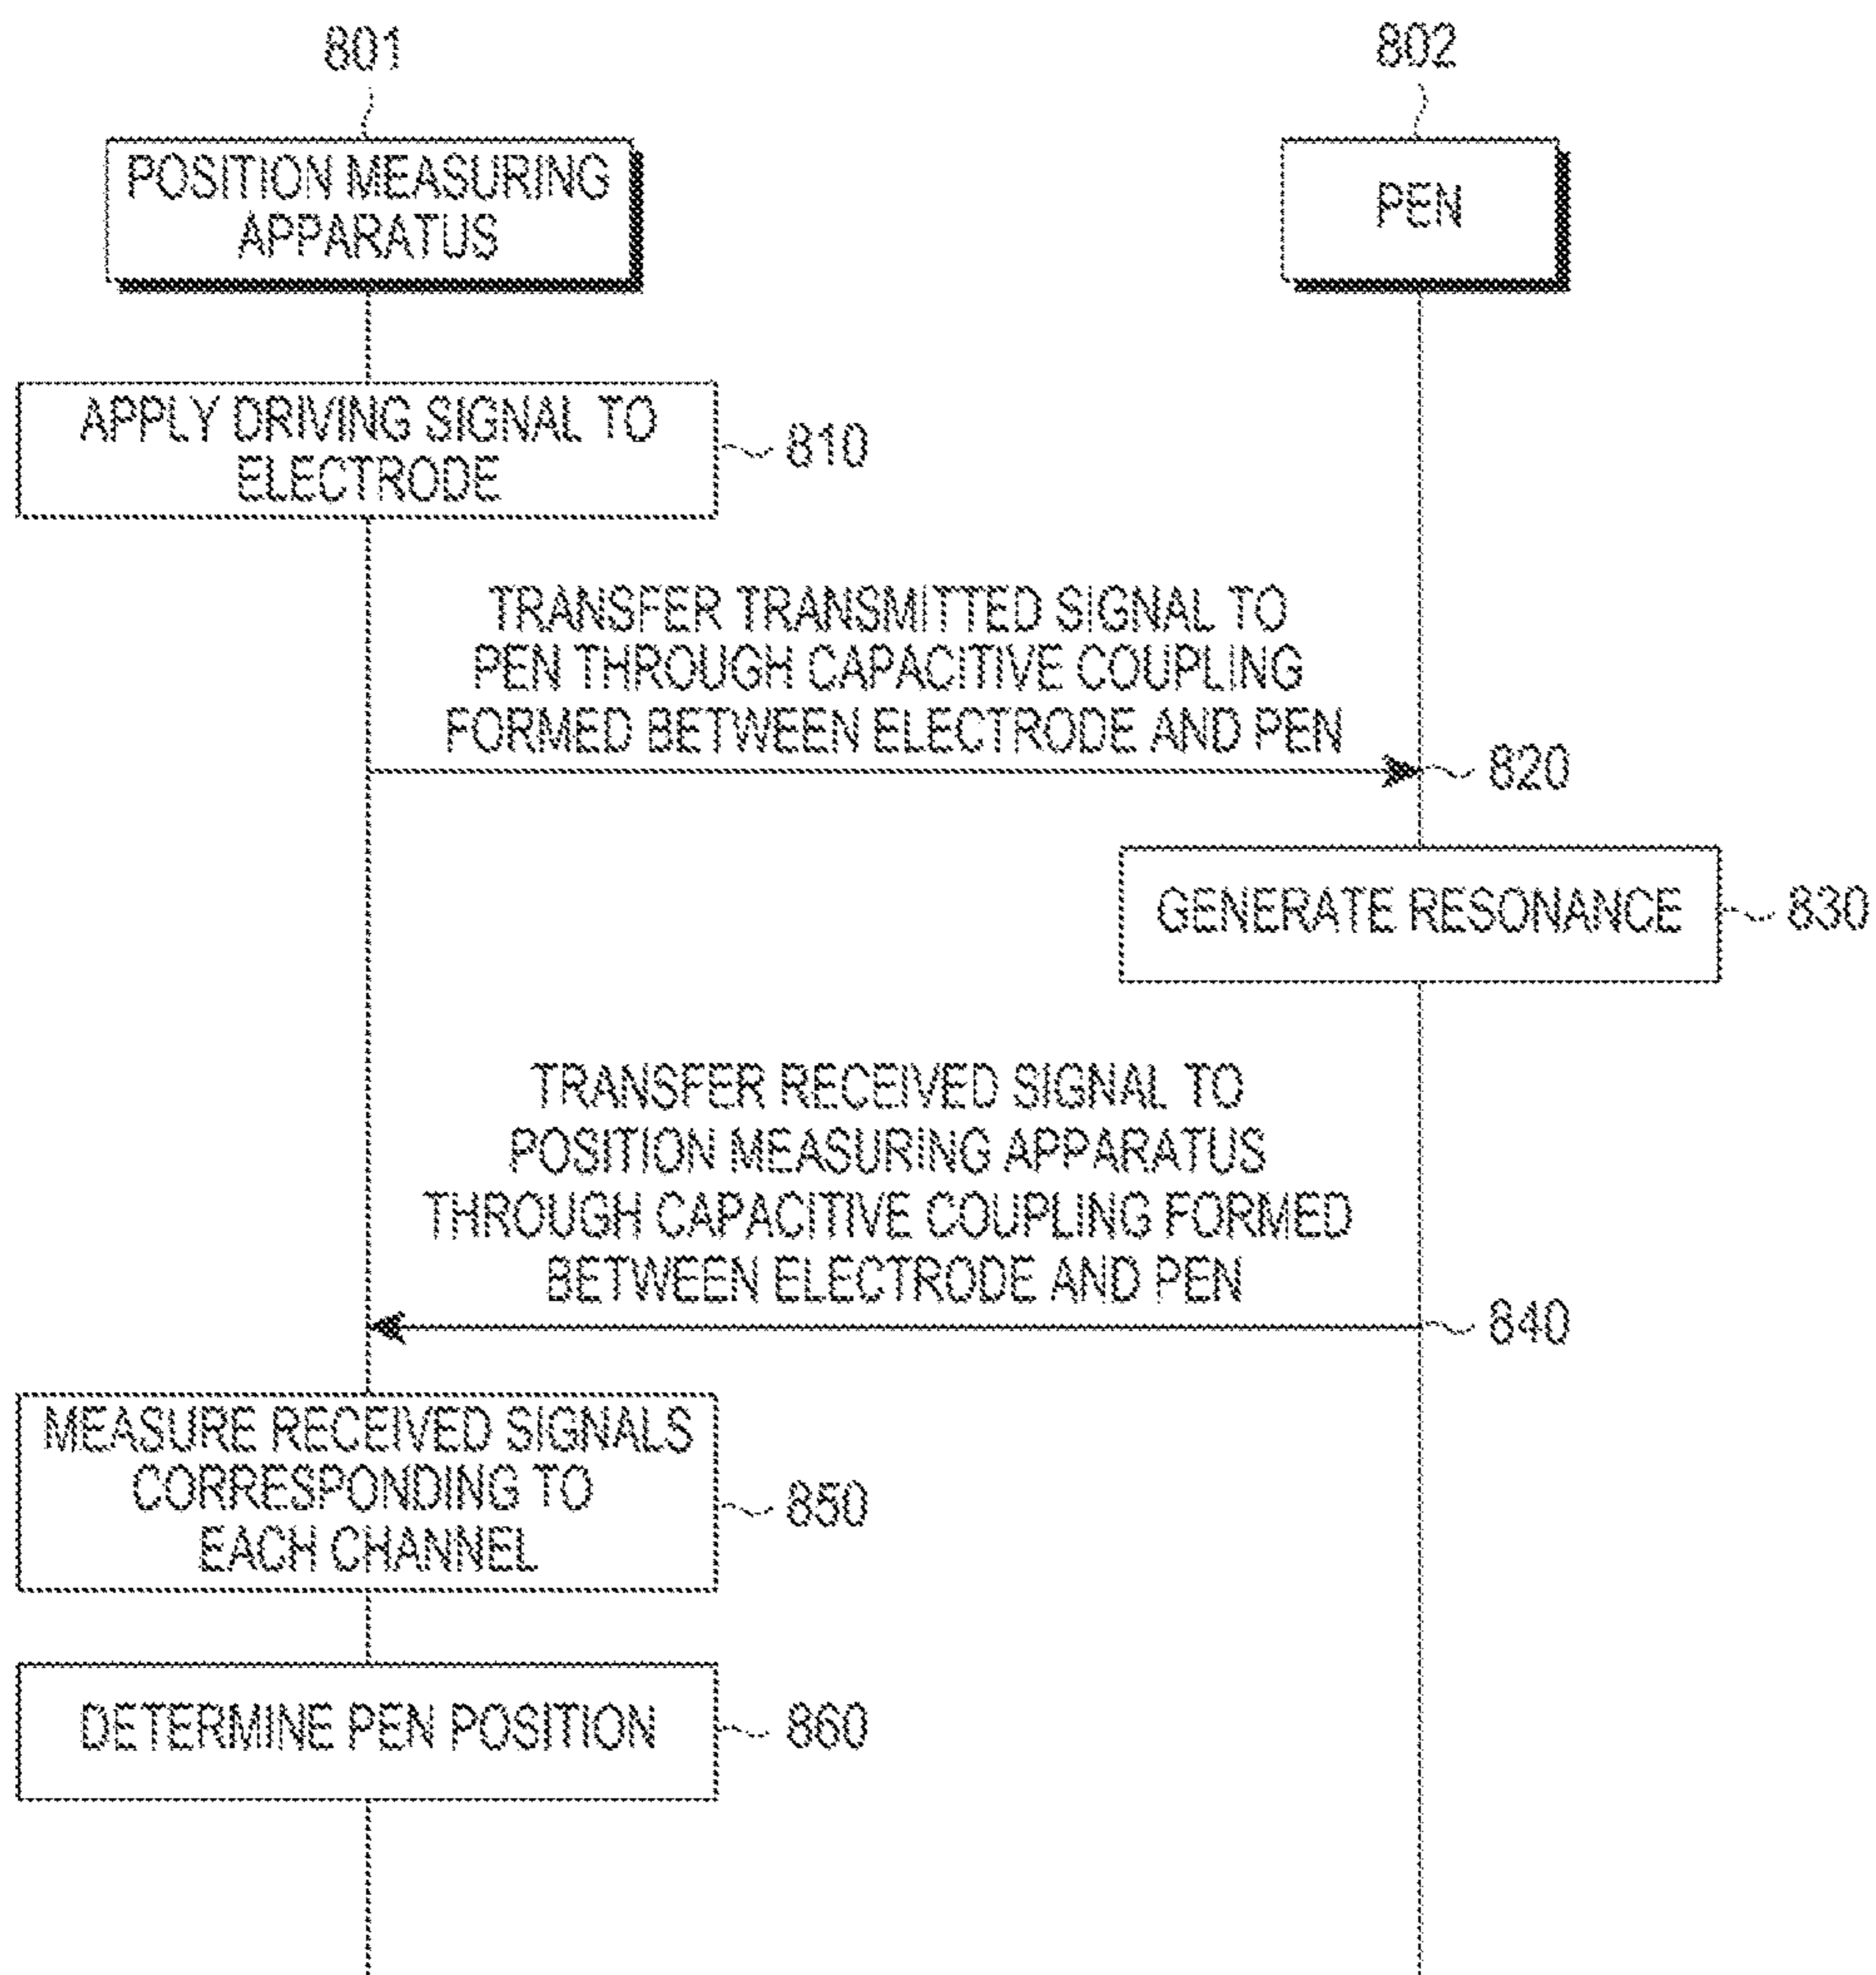 801
802
POSITION MEASURING
APPARATUS
PEN
APPLY DRIVING SIGNAL TO
ELECTRODE
810
TRANSFER TRANSMITTED SIGNAL TO
PEN THROUGH CAPACITIVE COUPLING
FORMED BETWEEN ELECTRODE AND PEN
820
GENERATE RESONANCE
830
TRANSFER RECEIVED SIGNAL TO
POSITION MEASURING APPARATUS
THROUGH CAPACITIVE COUPLING FORMED
BETWEEN ELECTRODE AND PEN
840
MEASURE RECEIVED SIGNALS
CORRESPONDING TO
EACH CHANNEL
850
DETERMINE PEN POSITION
860